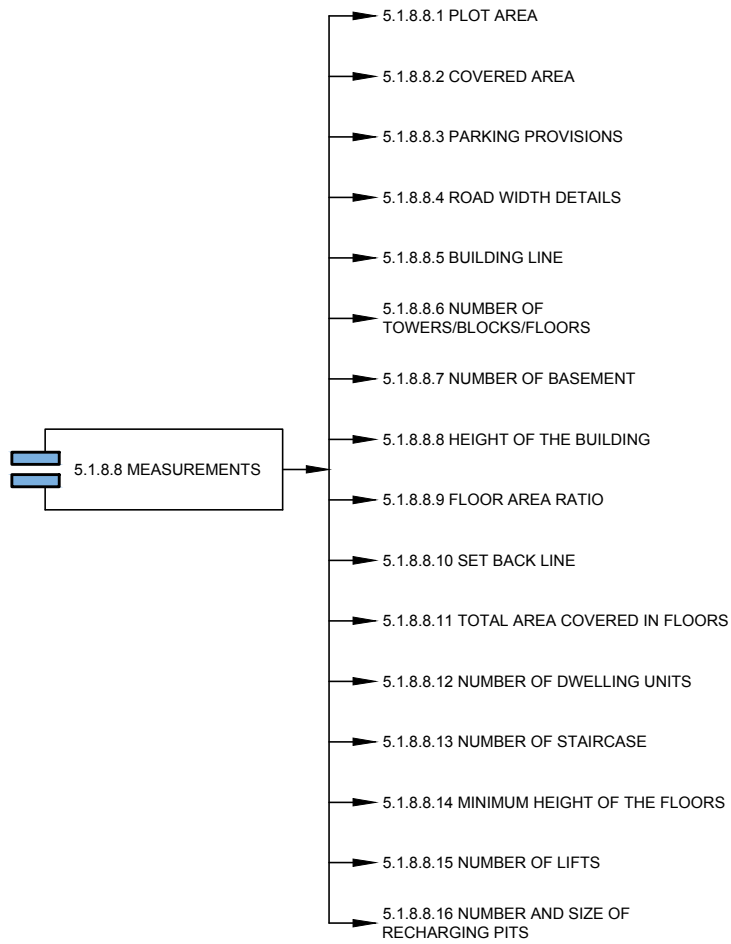 5.1.8.8.1 PLOT AREA
5.1.8.8.2 COVERED AREA
5.1.8.8.3 PARKING PROVISIONS
5.1.8.8.4 ROAD WIDTH DETAILS
5.1.8.8.5 BUILDING LINE
5.1.8.8.6 NUMBER OF
TOWERS/BLOCKS/FLOORS
5.1.8.8.7 NUMBER OF BASEMENT
5.1.8.8 MEASUREMENTS
5.1.8.8.8 HEIGHT OF THE BUILDING
5.1.8.8.9 FLOOR AREA RATIO
5.1.8.8.10 SET BACK LINE
5.1.8.8.11 TOTAL AREA COVERED IN FLOORS
5.1.8.8.12 NUMBER OF DWELLING UNITS
5.1.8.8.13 NUMBER OF STAIRCASE
5.1.8.8.14 MINIMUM HEIGHT OF THE FLOORS
5.1.8.8.15 NUMBER OF LIFTS
5.1.8.8.16 NUMBER AND SIZE OF
RECHARGING PITS